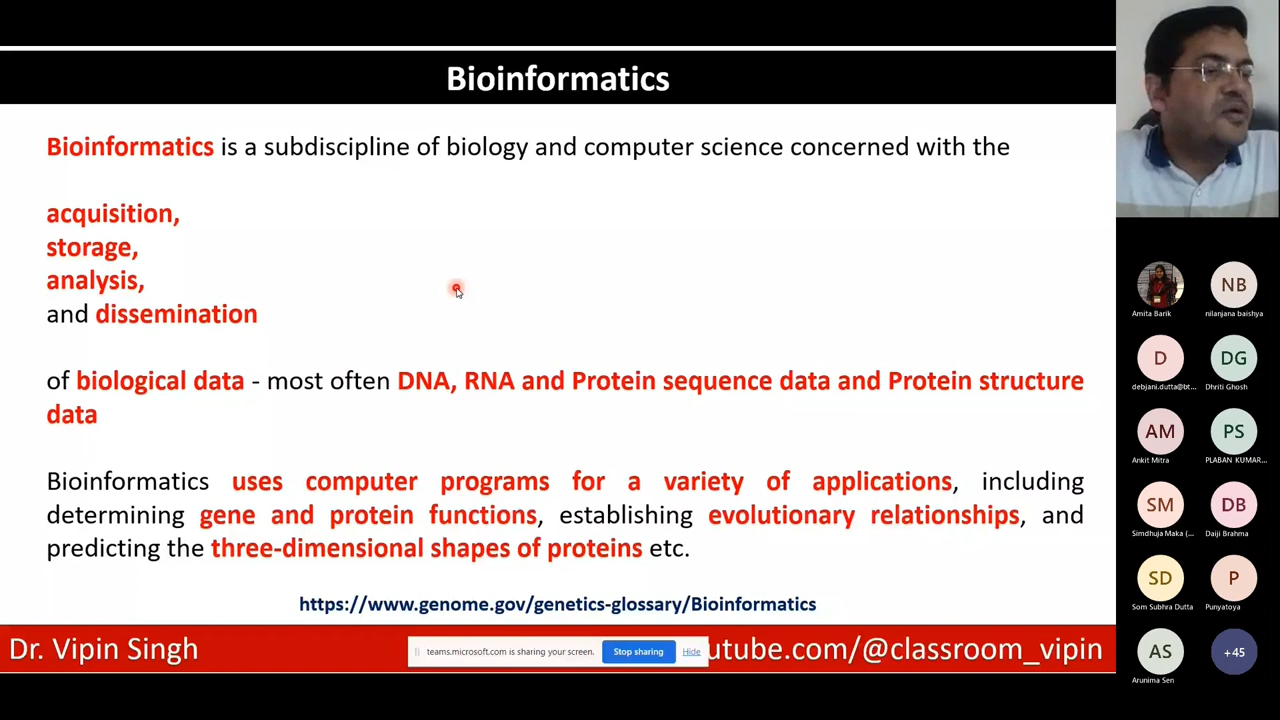 Bioinformatics
Bioinformatics is a subdiscipline of biology and computer science concerned with the
acquisition,
storage,
analysis,
and dissemination
of biological data - most often DNA, RNA and Protein sequence data and Protein structure
data
Bioinformatics uses computer programs for a variety of applications, including
determining gene and protein functions, establishing evolutionary relationships, and
predicting the three-dimensional shapes of proteins etc.
https://www.genome.gov/genetics-glossary/Bioinformatics
Dr. Vipin Singh
teams.microsoft.com is sharing your screen.
Stop sharing
Hide
utube.com/@classroom_vipin
Amita Barik
NB
nilanjana baishya
D
debjani.dutta@bt...
DG
Dhriti Ghosh
AM
Ankit Mitra
PS
PLABAN KUMAR...
SM
Simdhuja Maka (...
DB
Daiji Brahma
SD
Som Subhra Dutta
P
Punyatoya
AS
Arunima Sen
+45